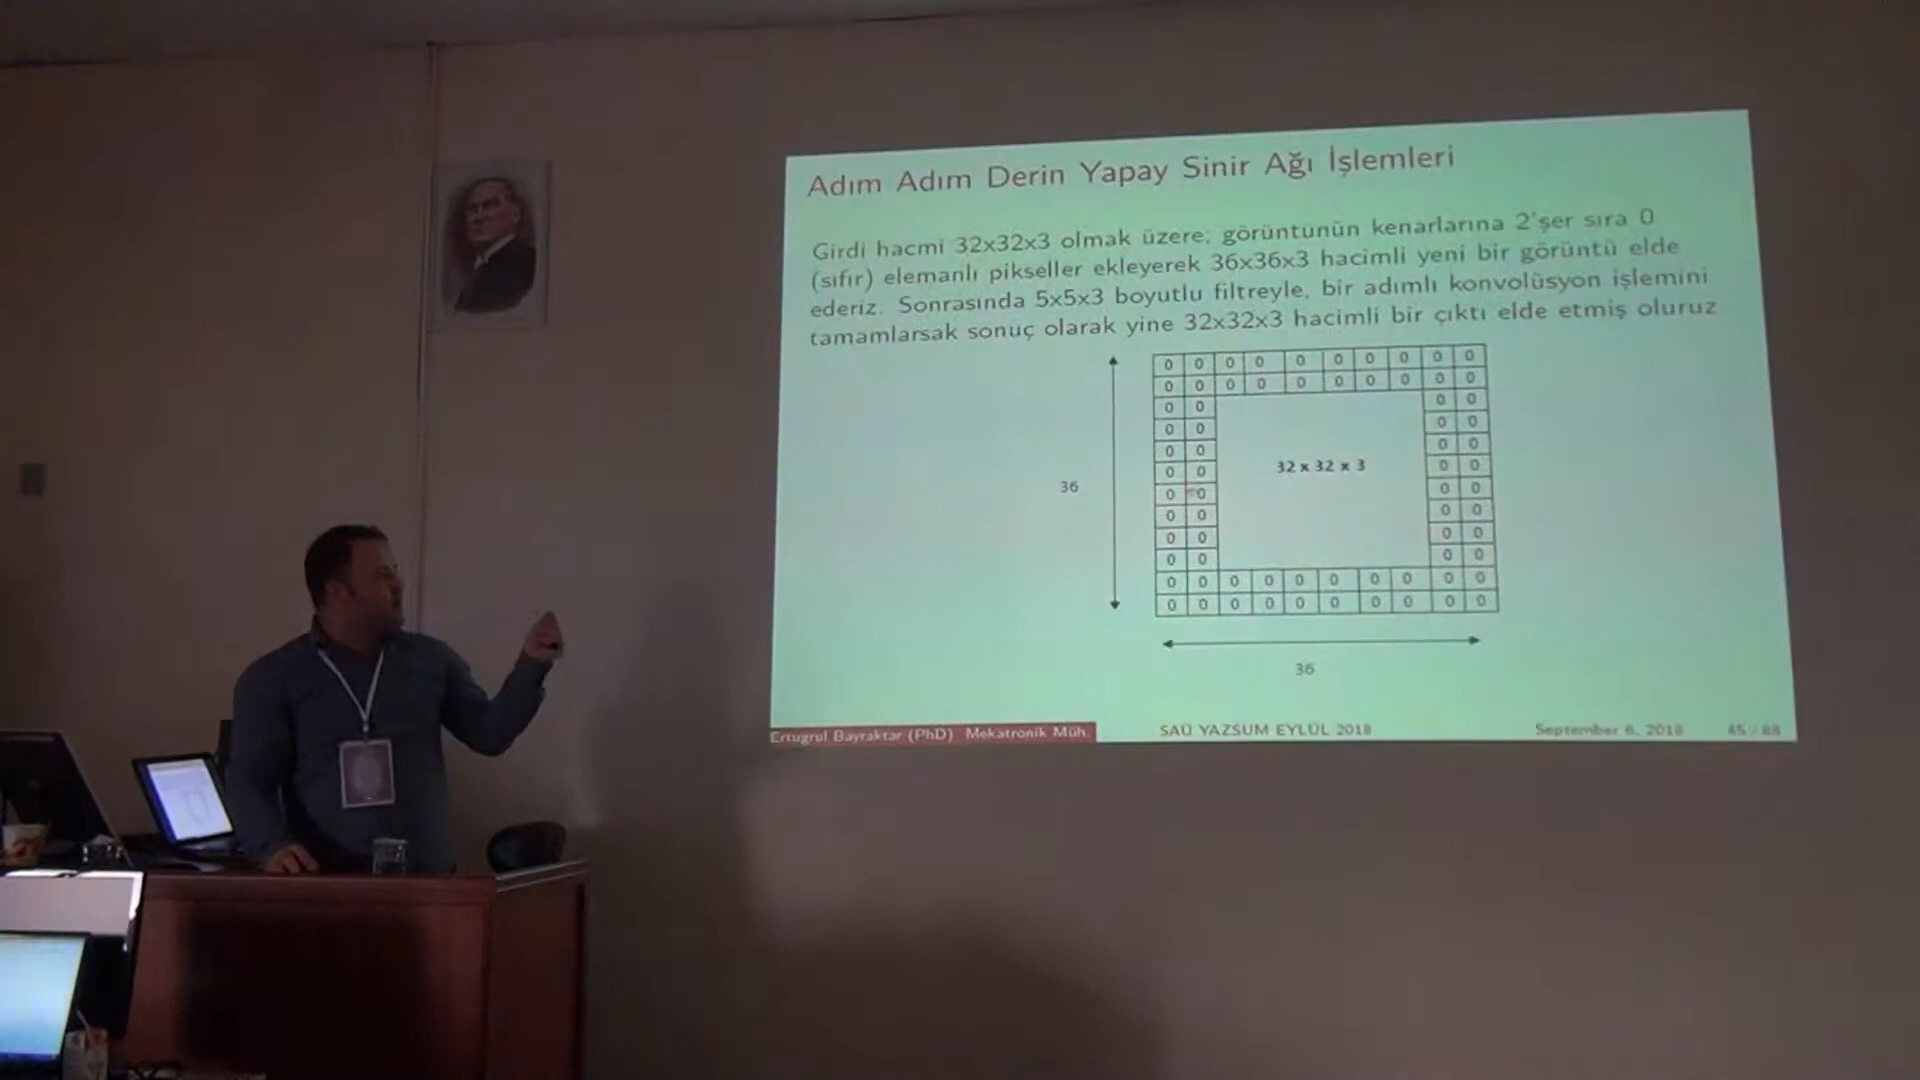 Adım Adım Derin Yapay Sinir Ağı İşlemleri
Girdi hacmi 32x32x3 olmak üzere; görüntünün kenarlarına 2'şer sıra 0
(sıfır) elemanlı pikseller ekleyerek 36x36x3 hacimli yeni bir görüntü elde
ederiz. Sonrasında 5x5x3 boyutlu filtreyle, bir adımlı konvolüsyon işlemini
tamamlarsak sonuç olarak yine 32x32x3 hacimli bir çıktı elde etmiş oluruz
0 0 0 0 0 0 0 0 0 0
0 0 0 0 0 0 0 0 0 0
0 0 0 0
0 0 0 0
0 0 0 0
0 0 32 x 32 x 3 0 0
36 0 0 0 0
0 0 0 0
0 0 0 0
0 0 0 0
0 0 0 0 0 0 0 0 0 0
0 0 0 0 0 0 0 0 0 0
36
Ertugrul Bayraktar (PhD) Mekatronik Müh. SAÜ YAZSUM EYLÜL 2018 September 6, 2018 45 / 88